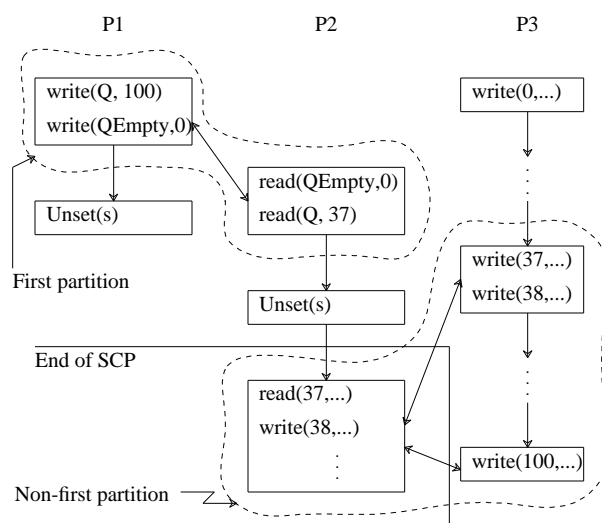 P1
P2
P3
write(Q, 100)
write(QEmpty,0)
write(0,...)
read(QEmpty,0)
read(Q, 37)
Unset(s)
write(37,...)
write(38,...)
First partition
Unset(s)
End of SCP
read(37,...)
write(38,...)
write(100,...)
Non-first partition